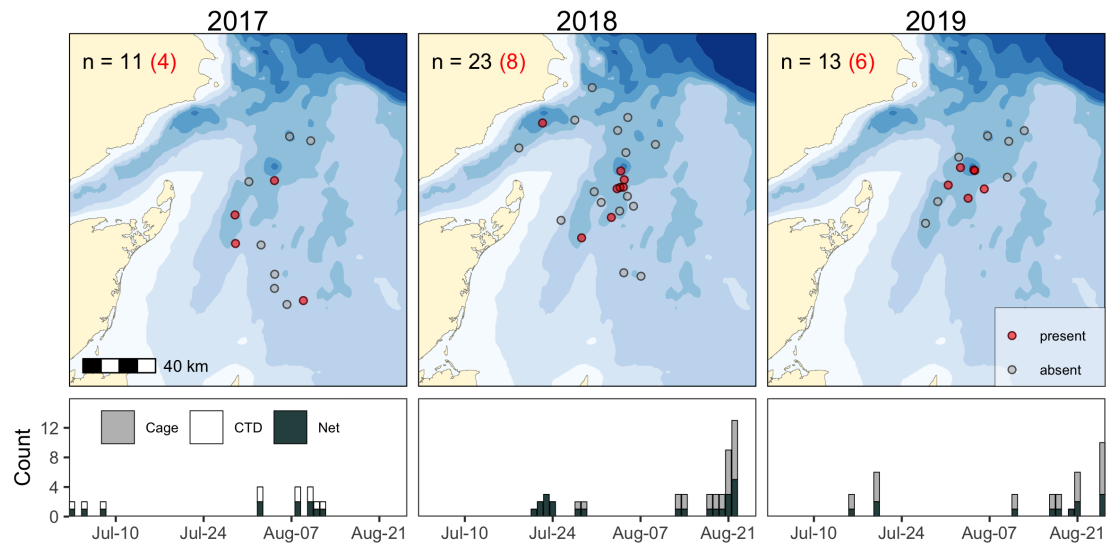 2017 2018 2019
n = 11 (4) n = 23 (8) n = 13 (6)
present
40 km absent
Count
12
8
4
0
Cage CTD Net
Jul-10 Jul-24 Aug-07 Aug-21 Jul-10 Jul-24 Aug-07 Aug-21 Jul-10 Jul-24 Aug-07 Aug-21